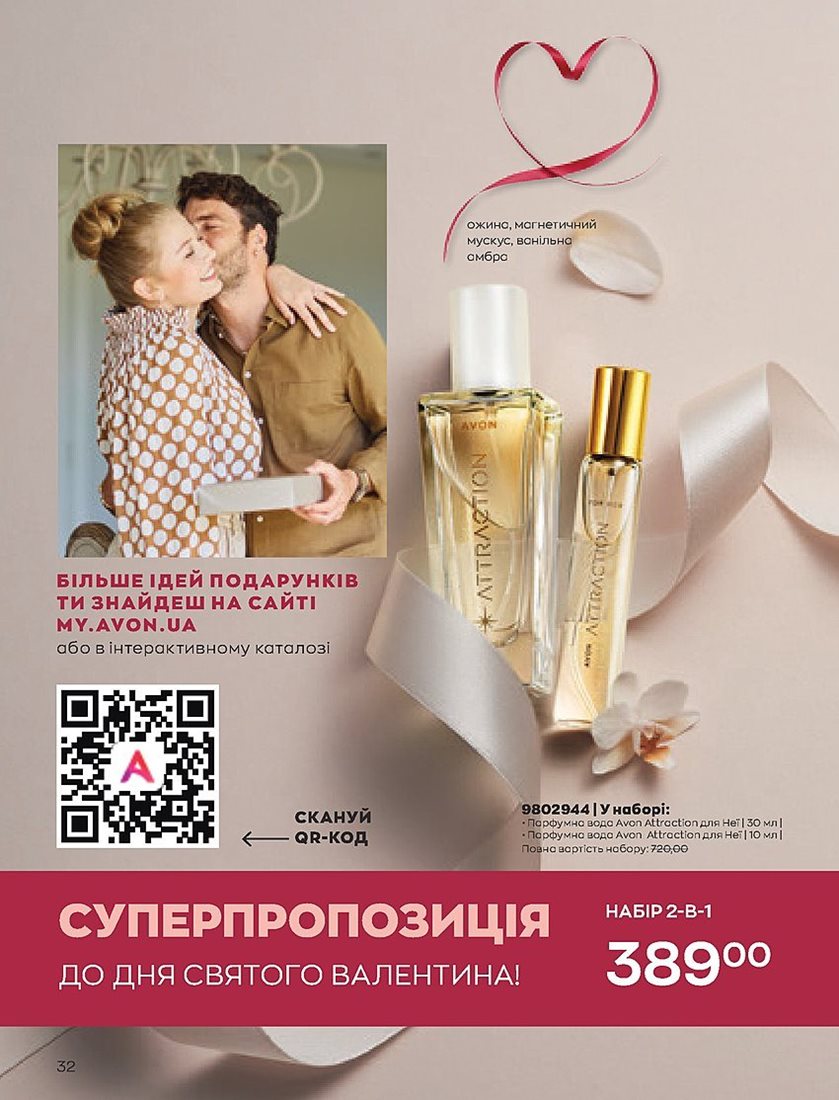 ожина, магнетичний
мускус, ванільна
амбра
AVON
ATTRACTION
FOR HER
AVON ATTRACTION
БІЛЬШЕ ІДЕЙ ПОДАРУНКІВ
ТИ ЗНАЙДЕШ НА САЙТІ
MY.AVON.UA
або в інтерактивному каталозі
A
СКАНУЙ
QR-КОД
9802944 | У наборі:
• Парфумна вода Avon Attraction для Неї | 30 мл |
• Парфумна вода Avon Attraction для Неї | 10 мл |
Повна вартість набору: 720,00
СУПЕРПРОПОЗИЦІЯ
ДО ДНЯ СВЯТОГО ВАЛЕНТИНА!
НАБІР 2-В-1
389⁰⁰
32